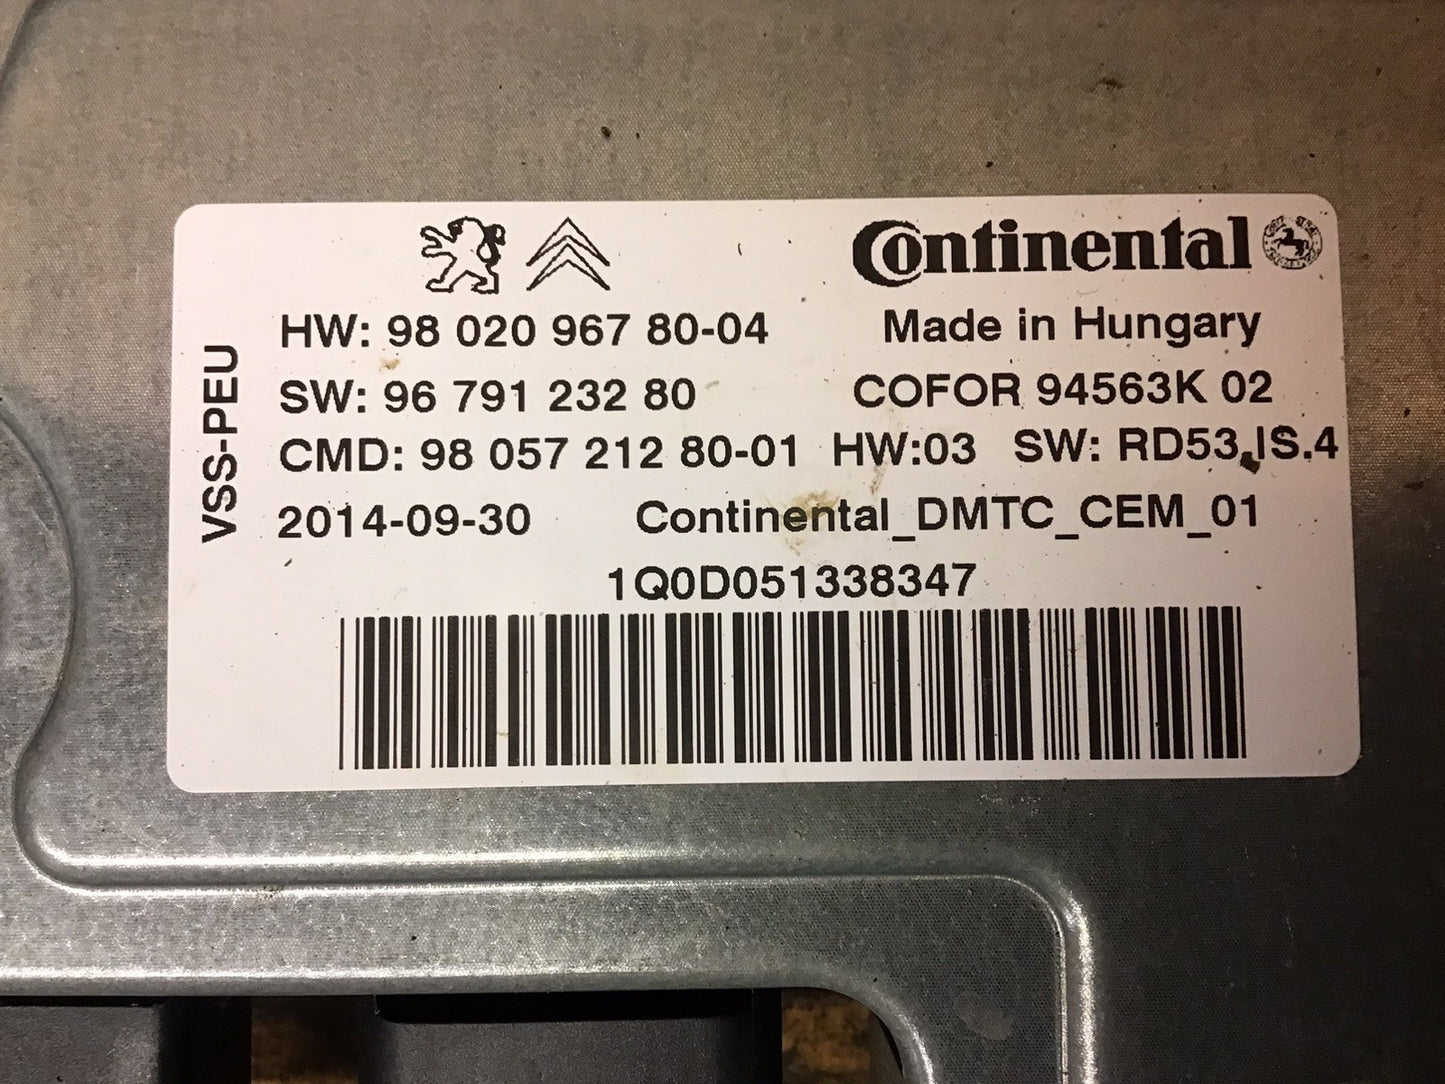 Continental
HW: 98 020 967 80-04
Made in Hungary
SW: 96 791 232 80
COFOR 94563K 02
CMD: 98 057 212 80-01 HW:03 SW: RD53.IS.4
2014-09-30
Continental_DMTC_CEM_01
1Q0D051338347
VSS-PEU